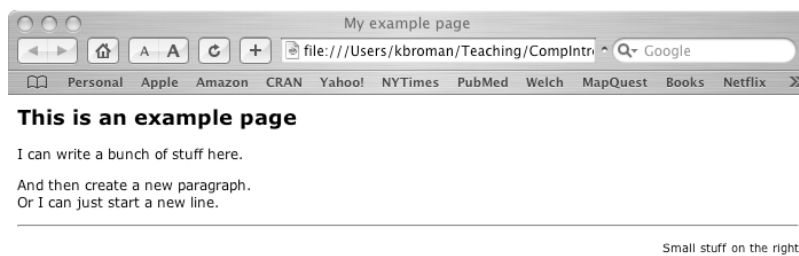 My example page
A A
file:///Users/kbroman/Teaching/CompIntr
Google
Personal Apple Amazon CRAN Yahoo! NYTimes PubMed Welch MapQuest Books Netflix
This is an example page
I can write a bunch of stuff here.
And then create a new paragraph.
Or I can just start a new line.
Small stuff on the right